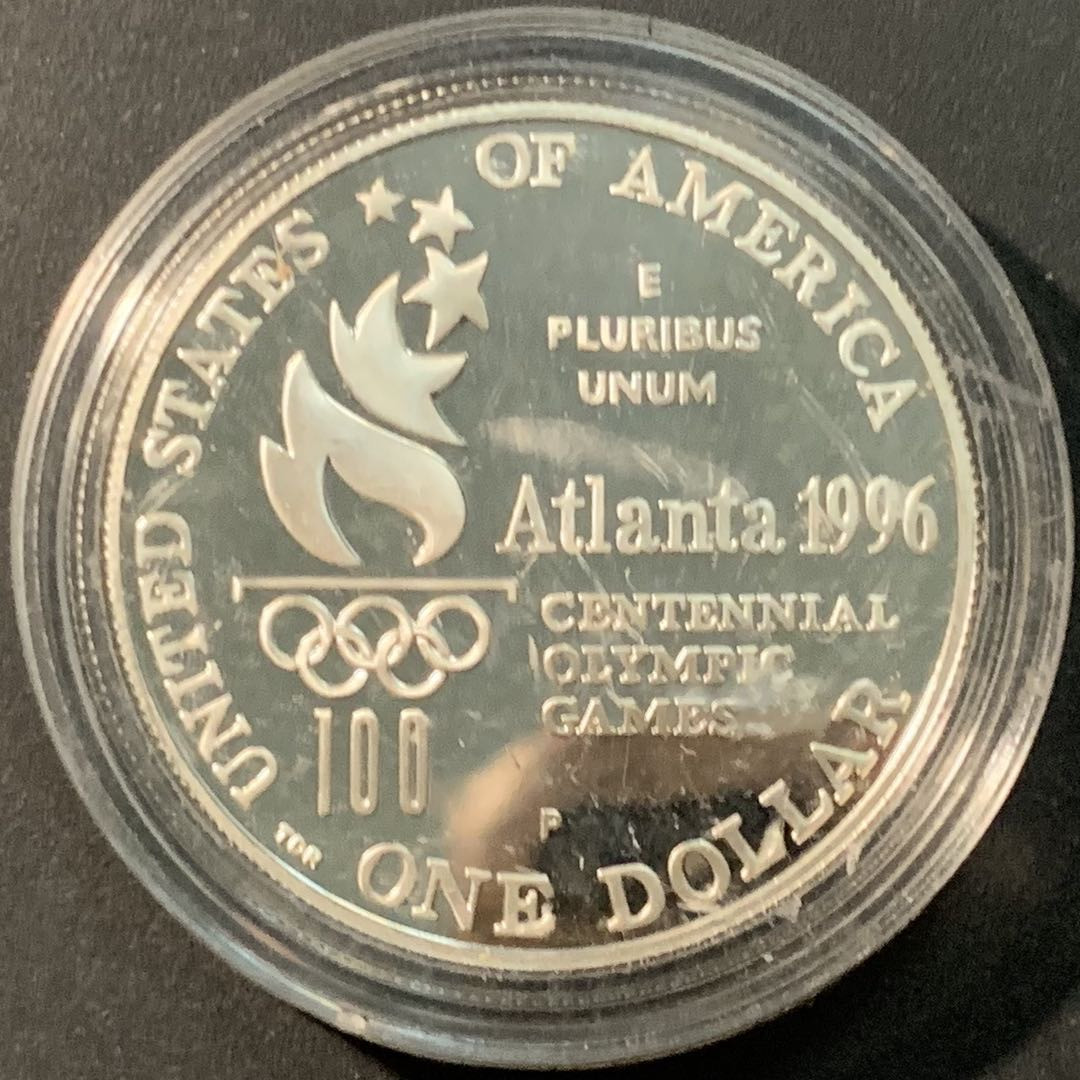 UNITED STATES OF AMERICA
E
PLURIBUS
UNUM
Atlanta 1996
CENTENNIAL
OLYMPIC
GAMES
100
P
TDR
ONE DOLLAR